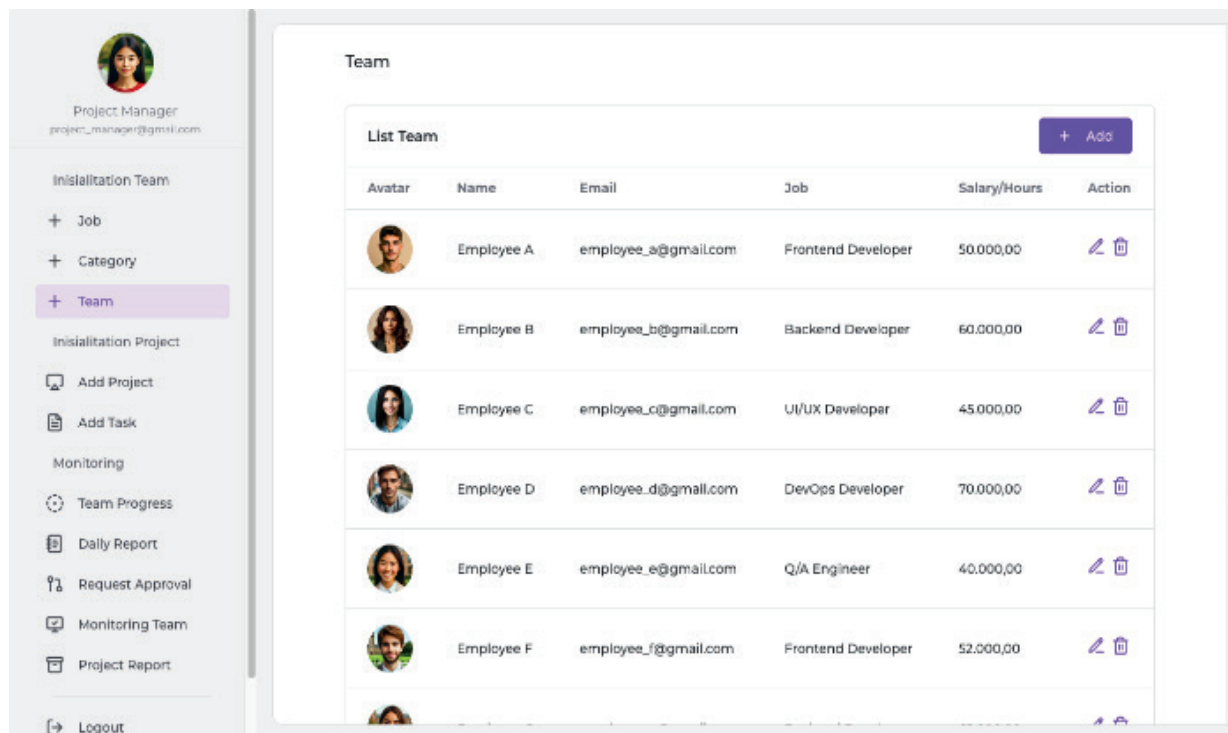 Project Manager
project_manager@gmail.com
Inisialitation Team
Job
Category
Team
Inisialitation Project
Add Project
Add Task
Monitoring
Team Progress
Daily Report
Request Approval
Monitoring Team
Project Report
Logout
Team
List Team
+ Add
Avatar Name Email Job Salary/Hours Action
Employee A employee_a@gmail.com Frontend Developer 50.000,00
Employee B employee_b@gmail.com Backend Developer 60.000,00
Employee C employee_c@gmail.com UI/UX Developer 45.000,00
Employee D employee_d@gmail.com DevOps Developer 70.000,00
Employee E employee_e@gmail.com Q/A Engineer 40.000,00
Employee F employee_f@gmail.com Frontend Developer 52.000,00